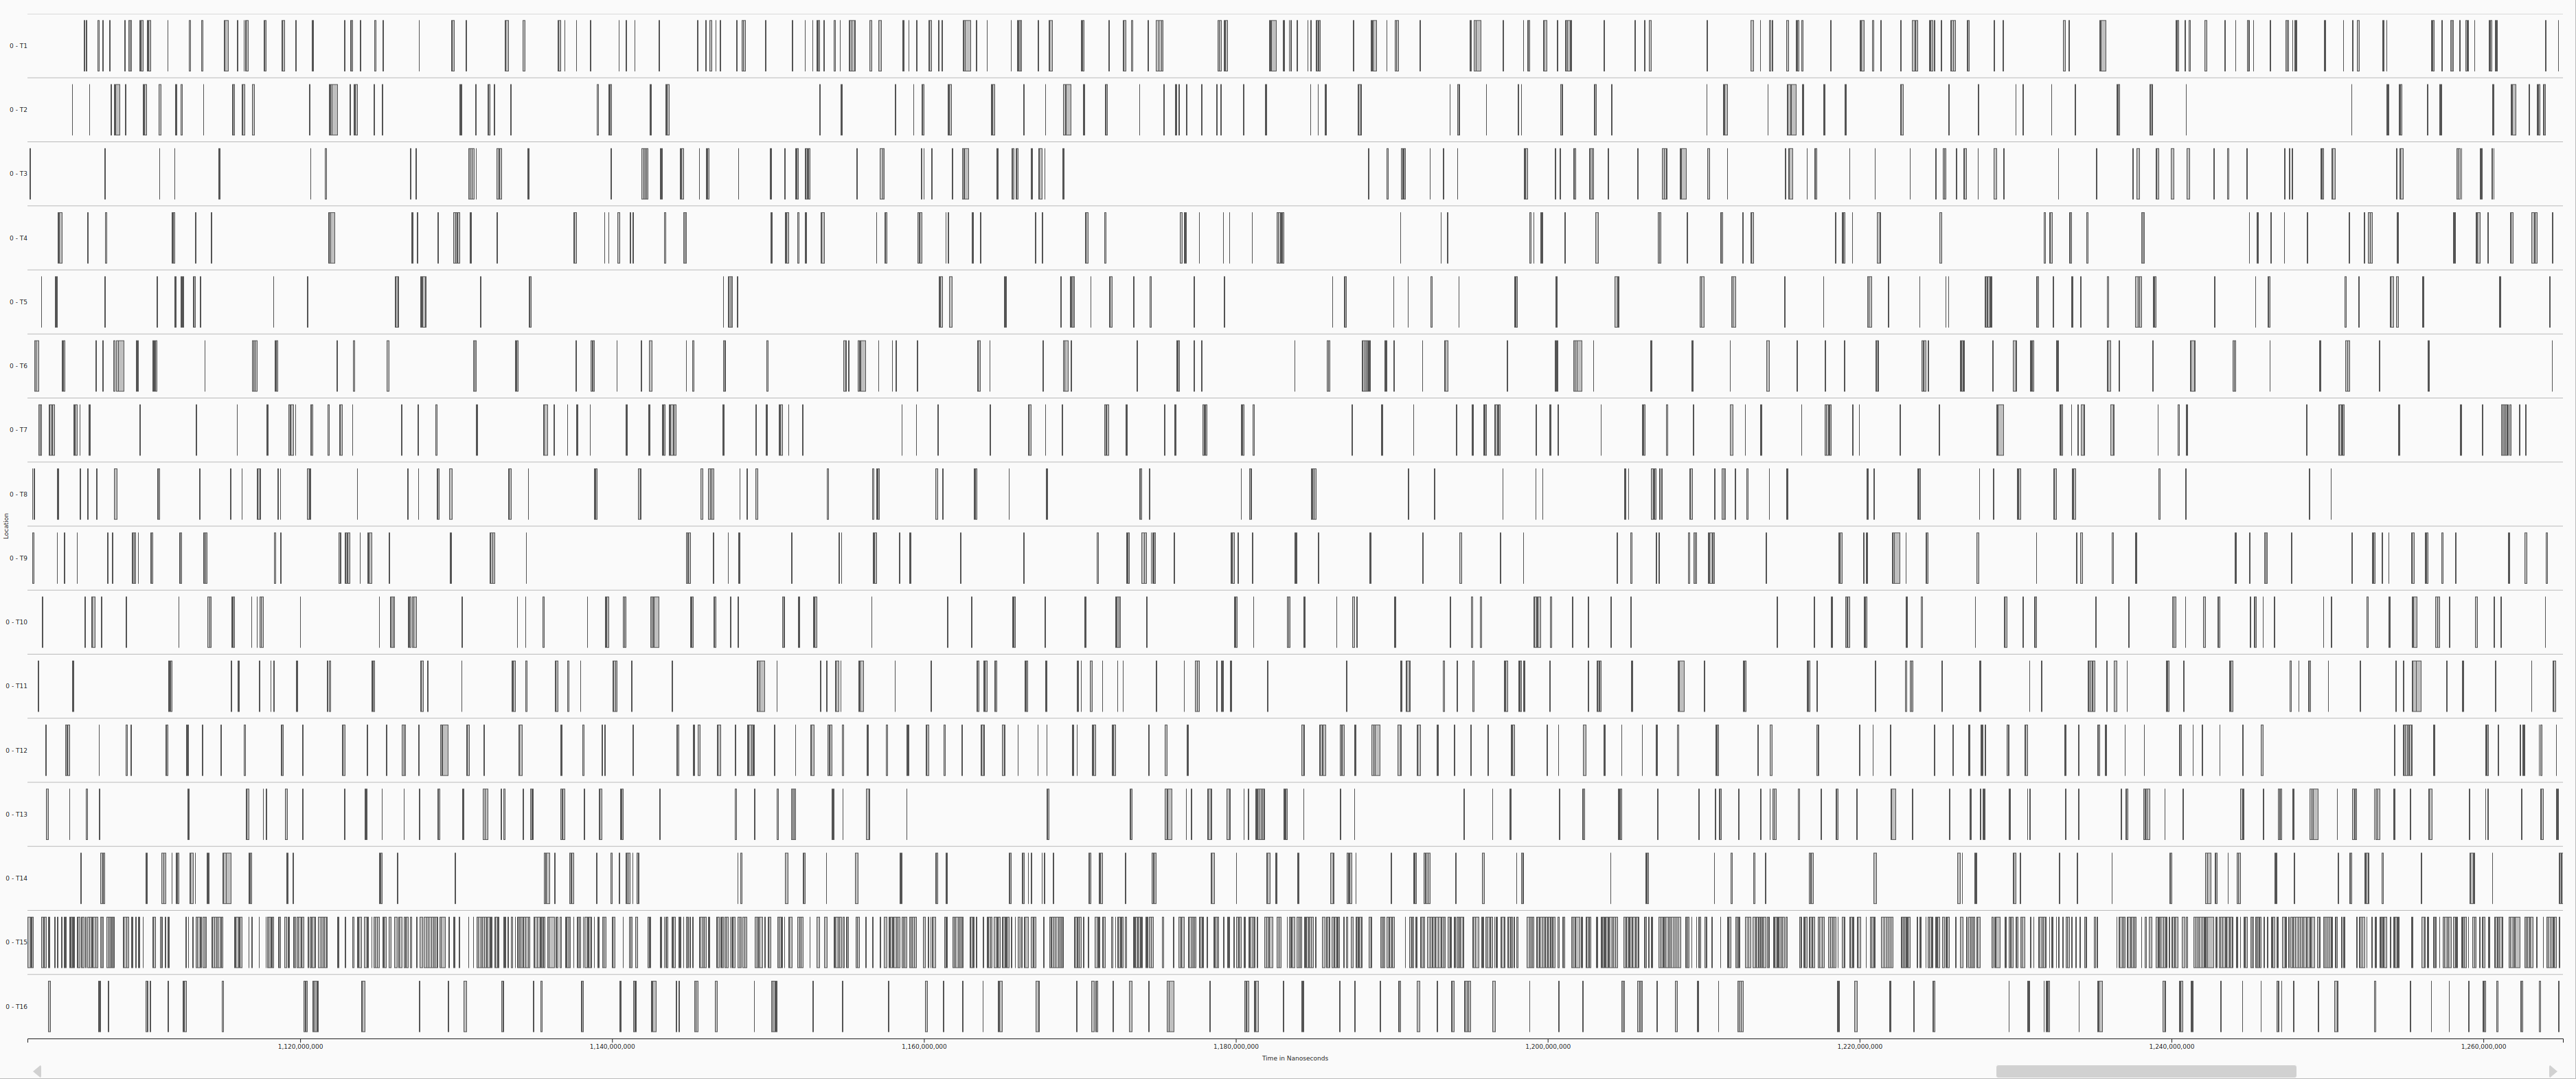 0 - T1
0 - T2
0 - T3
0 - T4
0 - T5
0 - T6
0 - T7
0 - T8
Location
0 - T9
0 - T10
0 - T11
0 - T12
0 - T13
0 - T14
0 - T15
0 - T16
1,120,000,000 1,140,000,000 1,160,000,000 1,180,000,000 1,200,000,000 1,220,000,000 1,240,000,000 1,260,000,000
Time in Nanoseconds